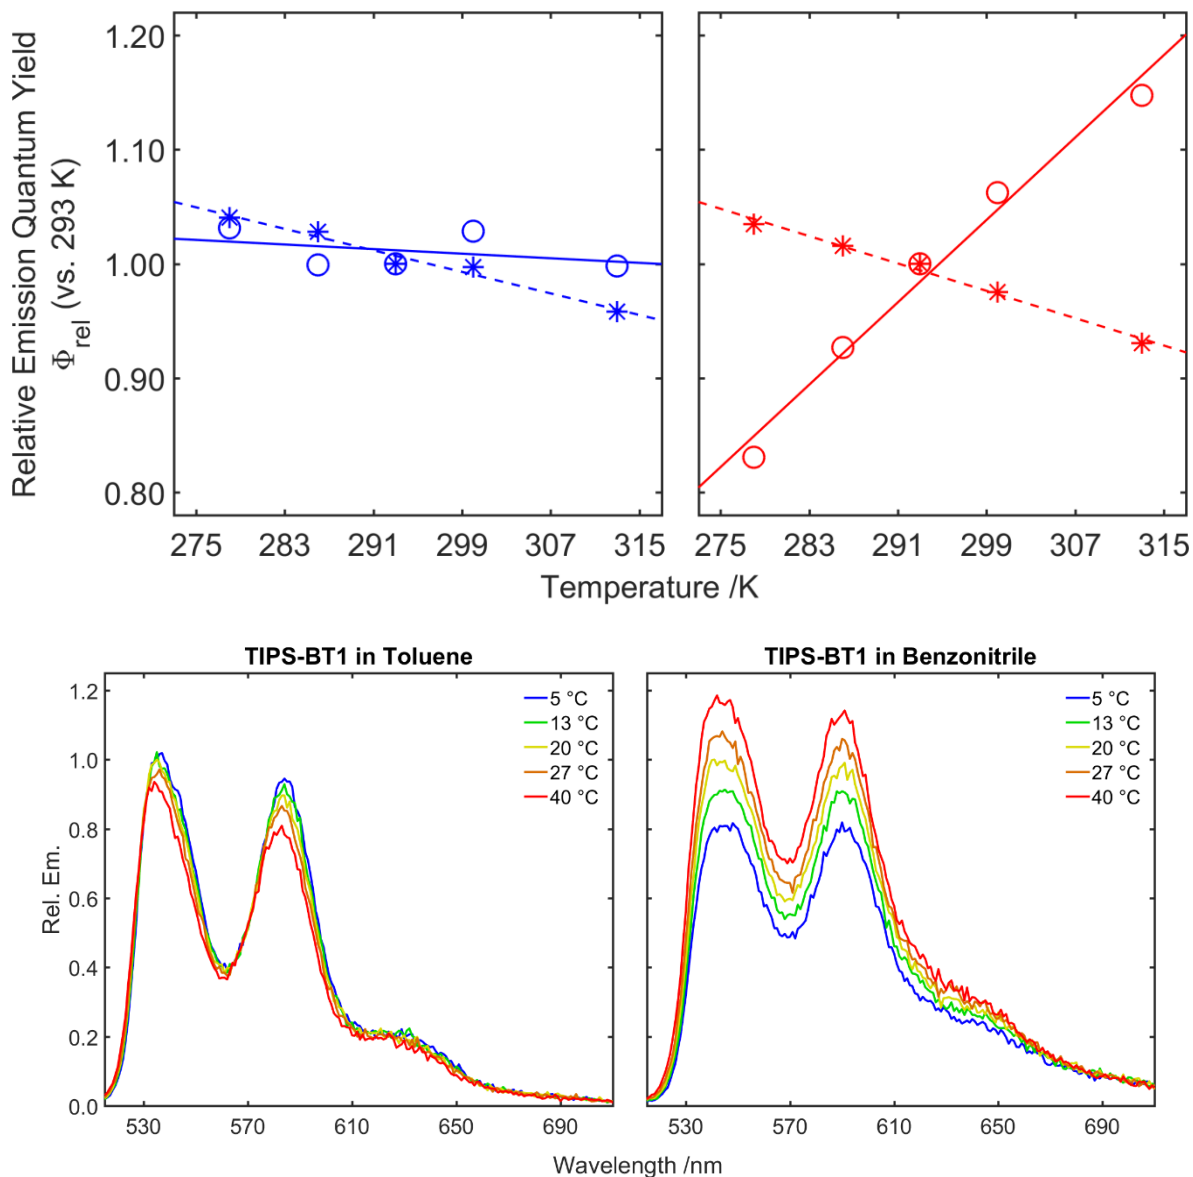 Relative Emission Quantum Yield
Φrel (vs. 293 K)
1.20
1.10
1.00
0.90
0.80
275 283 291 299 307 315
275 283 291 299 307 315
Temperature /K
TIPS-BT1 in Toluene
TIPS-BT1 in Benzonitrile
Rel. Em.
1.2
1.0
0.8
0.6
0.4
0.2
0.0
5 °C
13 °C
20 °C
27 °C
40 °C
5 °C
13 °C
20 °C
27 °C
40 °C
530 570 610 650 690
530 570 610 650 690
Wavelength /nm